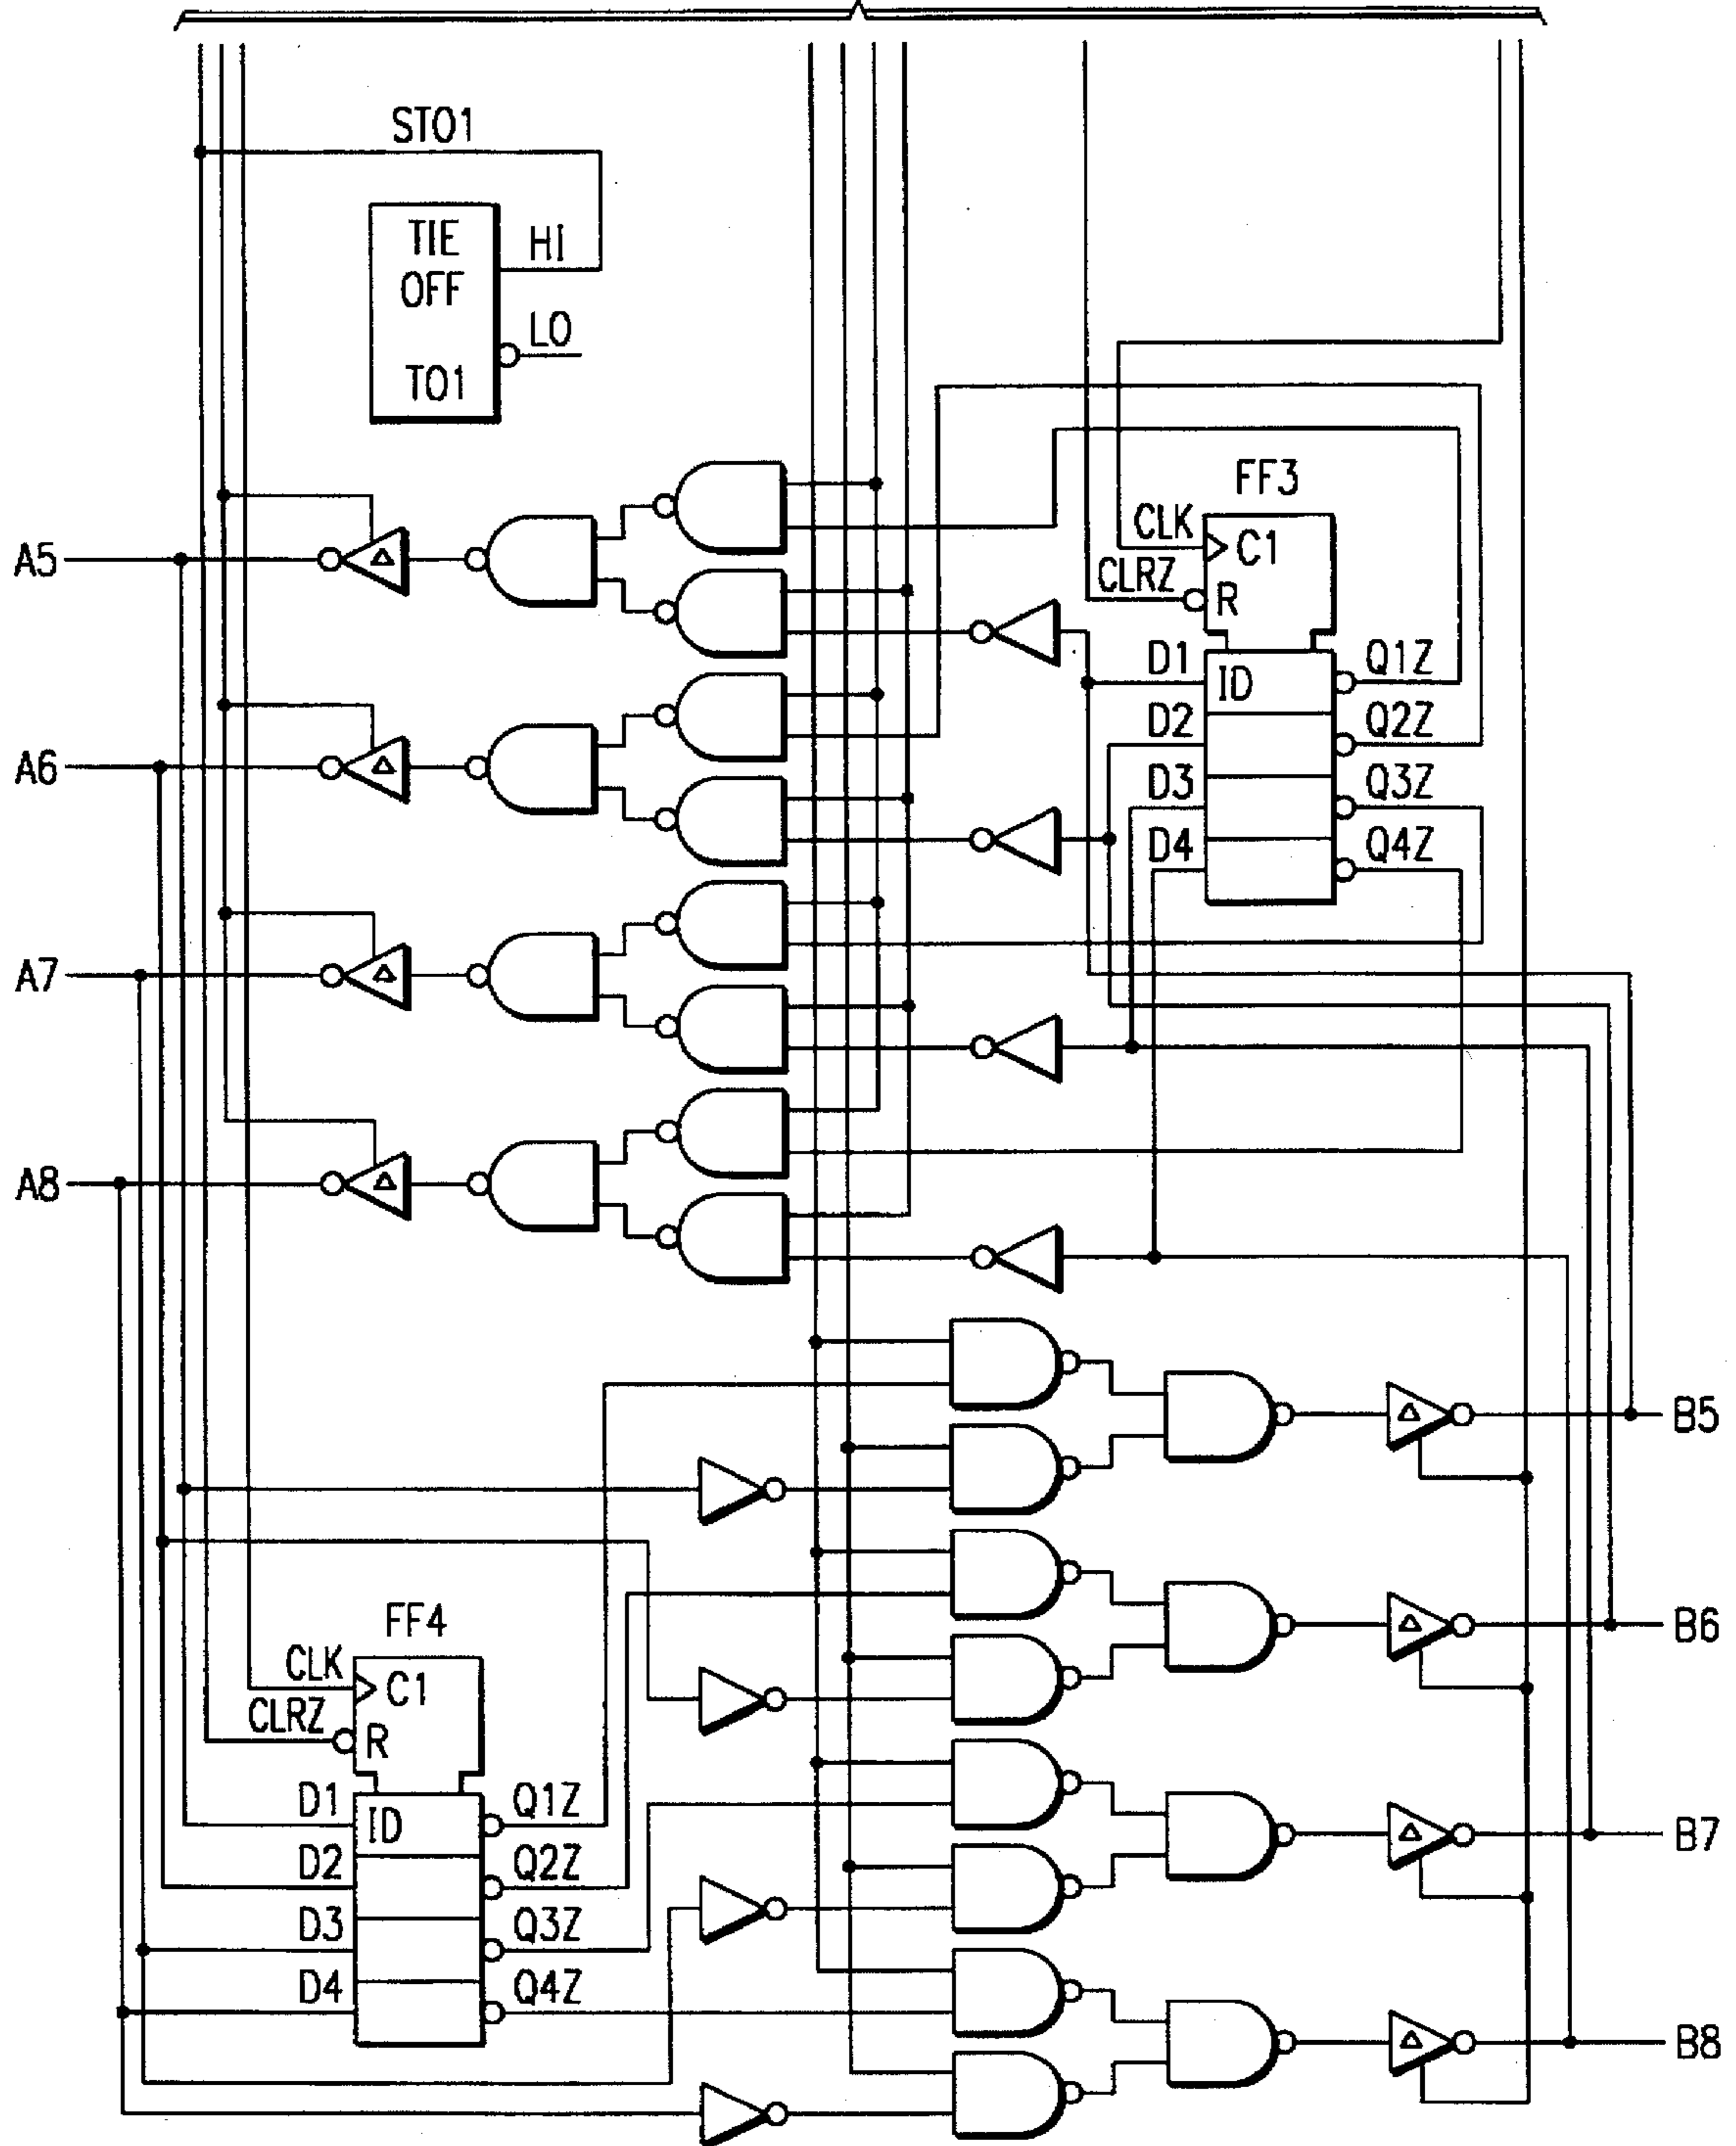 STO1
TIE
OFF
TO1
HI
LO
FF3
CLK
C1
CLRZ
R
A5
D1
ID
Q1Z
D2
Q2Z
A6
D3
Q3Z
D4
Q4Z
A7
A8
B5
FF4
B6
CLK
C1
CLRZ
R
D1
ID
Q1Z
B7
D2
Q2Z
D3
Q3Z
D4
Q4Z
B8